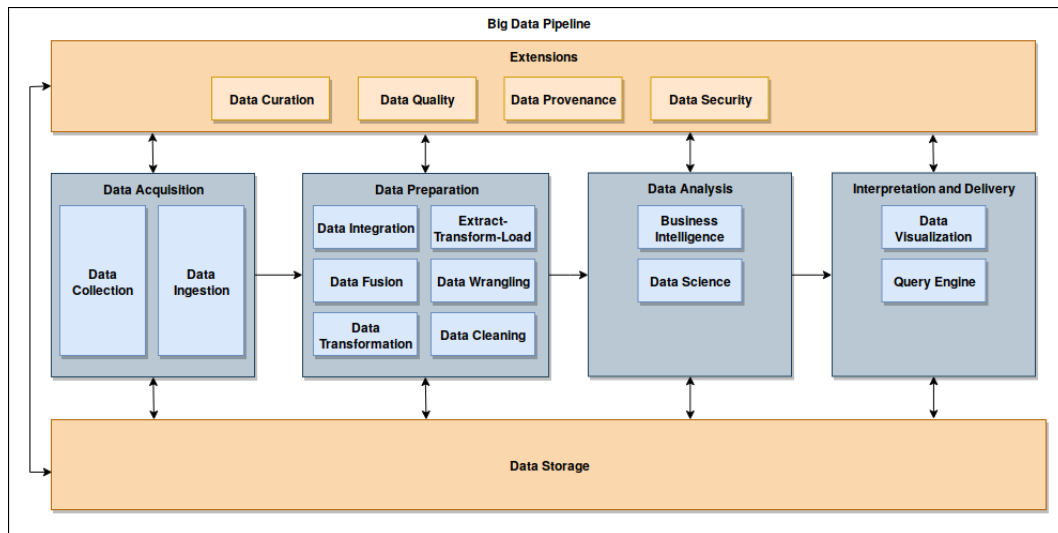 Big Data Pipeline
Extensions
Data Curation
Data Quality
Data Provenance
Data Security
Data Acquisition
Data
Collection
Data
Ingestion
Data Preparation
Data Integration
Extract-
Transform-Load
Data Fusion
Data Wrangling
Data
Transformation
Data Cleaning
Data Analysis
Business
Intelligence
Data Science
Interpretation and Delivery
Data
Visualization
Query Engine
Data Storage